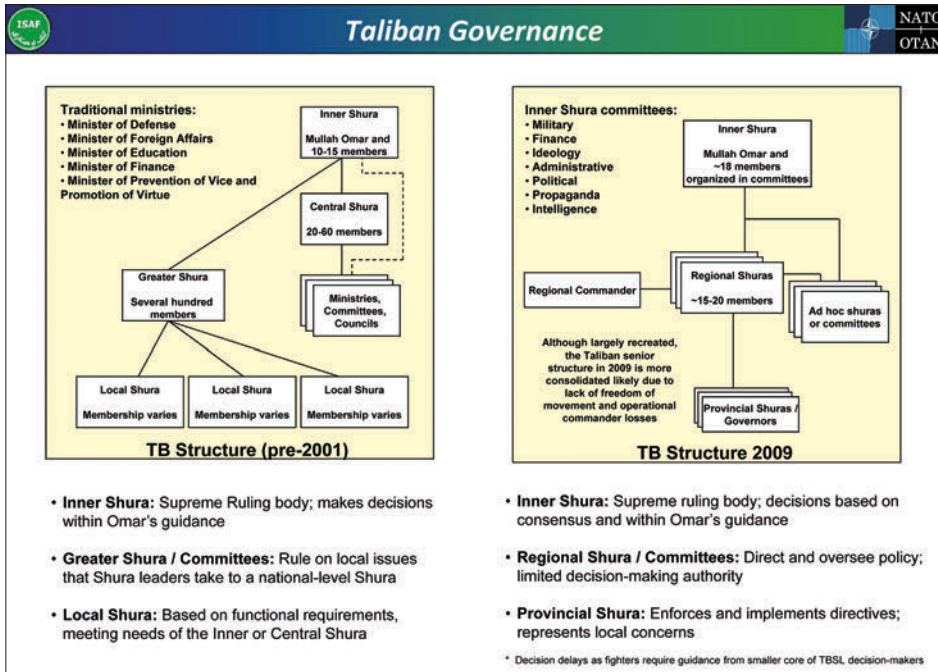 ISAF
Taliban Governance
NATO
OTAN
Traditional ministries:
• Minister of Defense
• Minister of Foreign Affairs
• Minister of Education
• Minister of Finance
• Minister of Prevention of Vice and
Promotion of Virtue
Inner Shura
Mullah Omar and
10-15 members
Central Shura
20-60 members
Greater Shura
Several hundred
members
Ministries,
Committees,
Councils
Local Shura
Membership varies
Local Shura
Membership varies
Local Shura
Membership varies
TB Structure (pre-2001)
• Inner Shura: Supreme Ruling body; makes decisions
within Omar's guidance
• Greater Shura / Committees: Rule on local issues
that Shura leaders take to a national-level Shura
• Local Shura: Based on functional requirements,
meeting needs of the Inner or Central Shura
Inner Shura committees:
• Military
• Finance
• Ideology
• Administrative
• Political
• Propaganda
• Intelligence
Inner Shura
Mullah Omar and
~18 members
organized in committees
Regional Commander
Regional Shuras
~15-20 members
Ad hoc shuras
or committees
Although largely recreated,
the Taliban senior
structure in 2009 is more
consolidated likely due to
lack of freedom of
movement and operational
commander losses
Provincial Shuras /
Governors
TB Structure 2009
• Inner Shura: Supreme ruling body; decisions based on
consensus and within Omar's guidance
• Regional Shura / Committees: Direct and oversee policy;
limited decision-making authority
• Provincial Shura: Enforces and implements directives;
represents local concerns
* Decision delays as fighters require guidance from smaller core of TBSL decision-makers